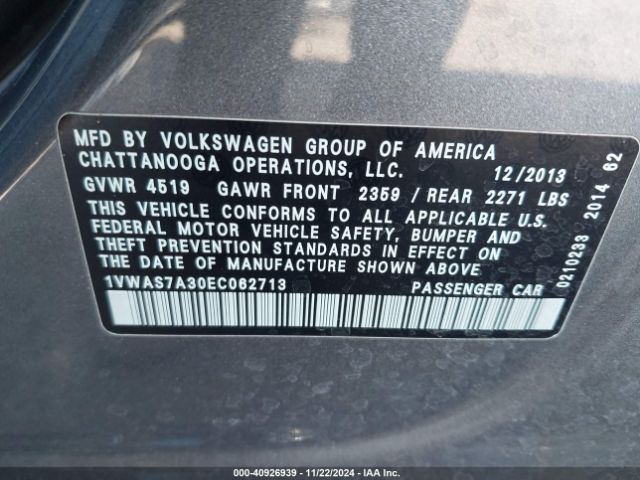 MFD BY VOLKSWAGEN GROUP OF AMERICA
CHATTANOOGA OPERATIONS, LLC. 12/2013
GVWR 4519 GAWR FRONT 2359 / REAR 2271 LBS
THIS VEHICLE CONFORMS TO ALL APPLICABLE U.S.
FEDERAL MOTOR VEHICLE SAFETY, BUMPER AND
THEFT PREVENTION STANDARDS IN EFFECT ON
THE DATE OF MANUFACTURE SHOWN ABOVE
1VWAS7A30EC062713 PASSENGER CAR
0210233 2014 62
00-40926939 - 11/22/2024 - IAA Inc.